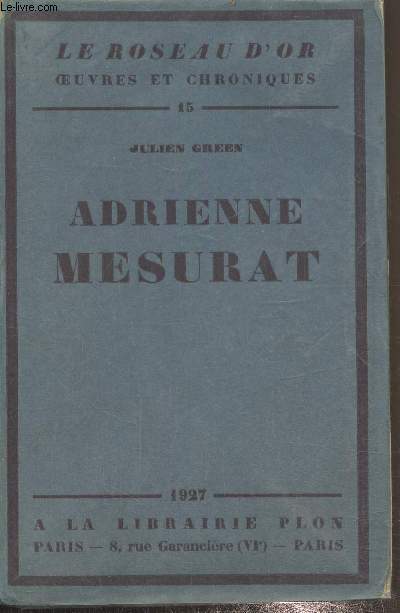 Le-livre.com
LE ROSEAU D'OR
ŒUVRES ET CHRONIQUES
15
JULIEN GREEN
ADRIENNE
MESURAT
1927
A LA LIBRAIRIE PLON
PARIS — 8, rue Garancière (VIᵉ) — PARIS